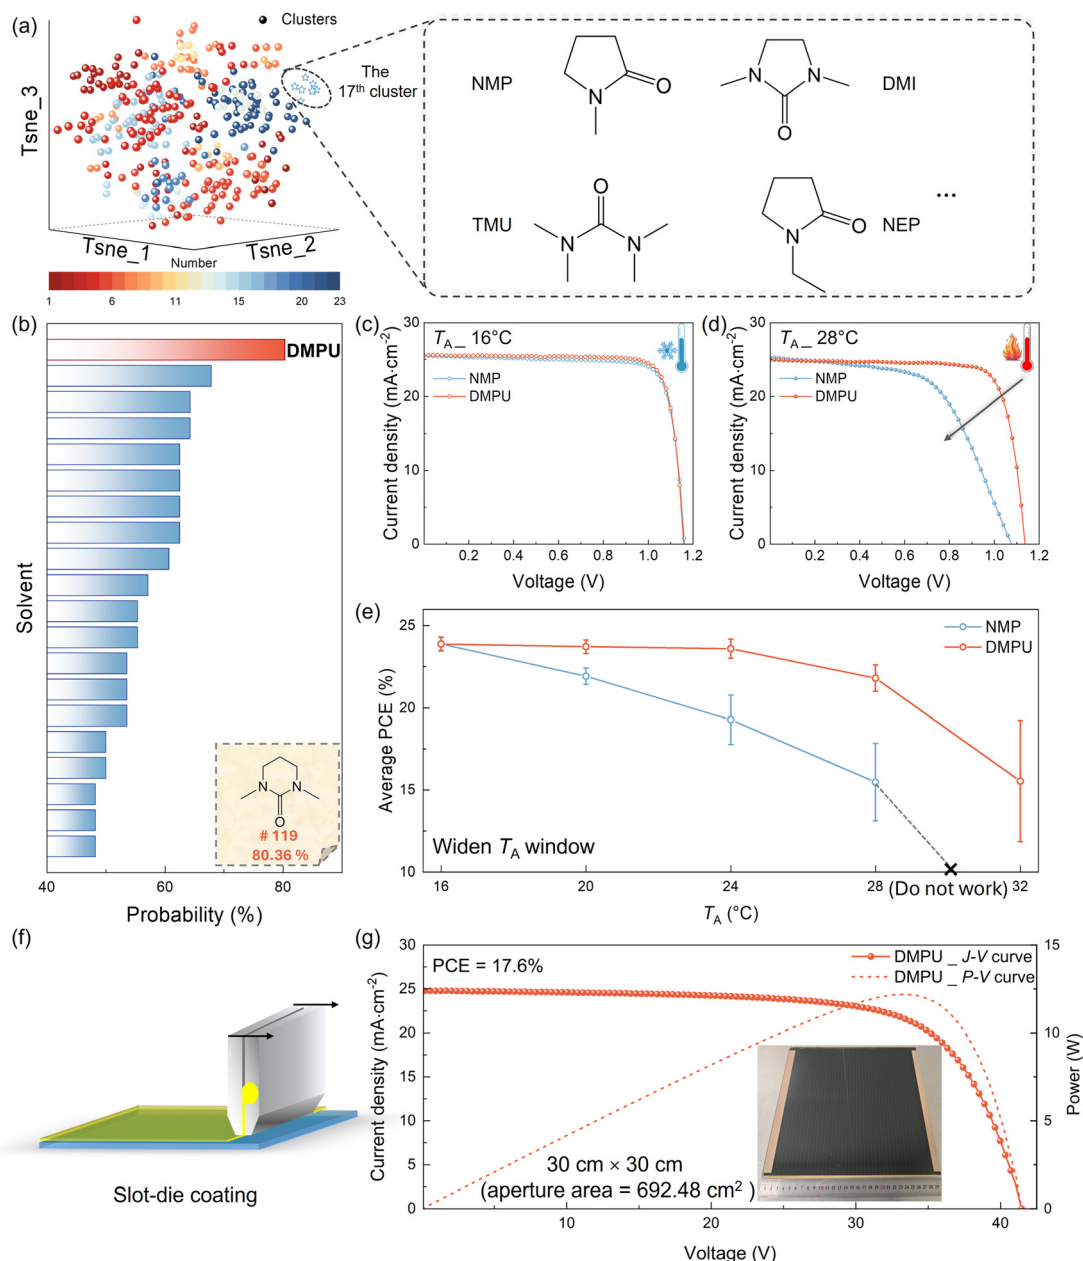 (a)
Clusters
The
17th cluster
Tsne_3
Tsne_1
Tsne_2
Number
1 6 11 15 20 23
NMP
O
N
N
N
O
DMI
TMU
O
N
N
O
N
NEP
...
(b)
DMPU
Solvent
N
N
O
# 119
80.36 %
40 60 80
Probability (%)
(c)
TA_ 16°C
NMP
DMPU
Current density (mA·cm-2)
30
20
10
0
0.2 0.4 0.6 0.8 1.0 1.2
Voltage (V)
(d)
TA_ 28°C
NMP
DMPU
Current density (mA·cm-2)
30
20
10
0
0.2 0.4 0.6 0.8 1.0 1.2
Voltage (V)
(e)
NMP
DMPU
Average PCE (%)
25
20
15
10
Widen TA window
16 20 24 28 32
(Do not work)
TA (°C)
(f)
Slot-die coating
(g)
PCE = 17.6%
DMPU _ J-V curve
DMPU _ P-V curve
Current density (mA·cm-2)
30
25
20
15
10
5
0
15
10
5
0
Power (W)
30 cm × 30 cm
(aperture area = 692.48 cm2 )
10 20 30 40
Voltage (V)